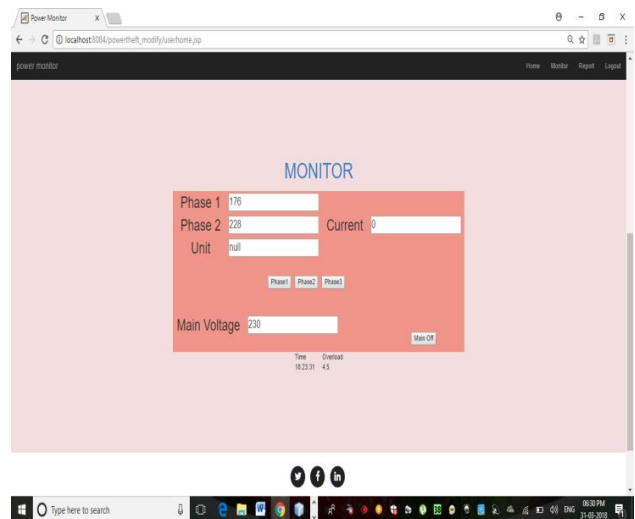 Power Monitor
localhost:8084/powertheft_modify/userhome.jsp
power monitor Home Monitor Report Logout
MONITOR
Phase 1 176
Phase 2 228 Current 0
Unit null
Phase1 Phase2 Phase3
Main Voltage 230
Main Off
Time Overload
18:23:31 4.5
Type here to search
ENG 06:30 PM
31-03-2018